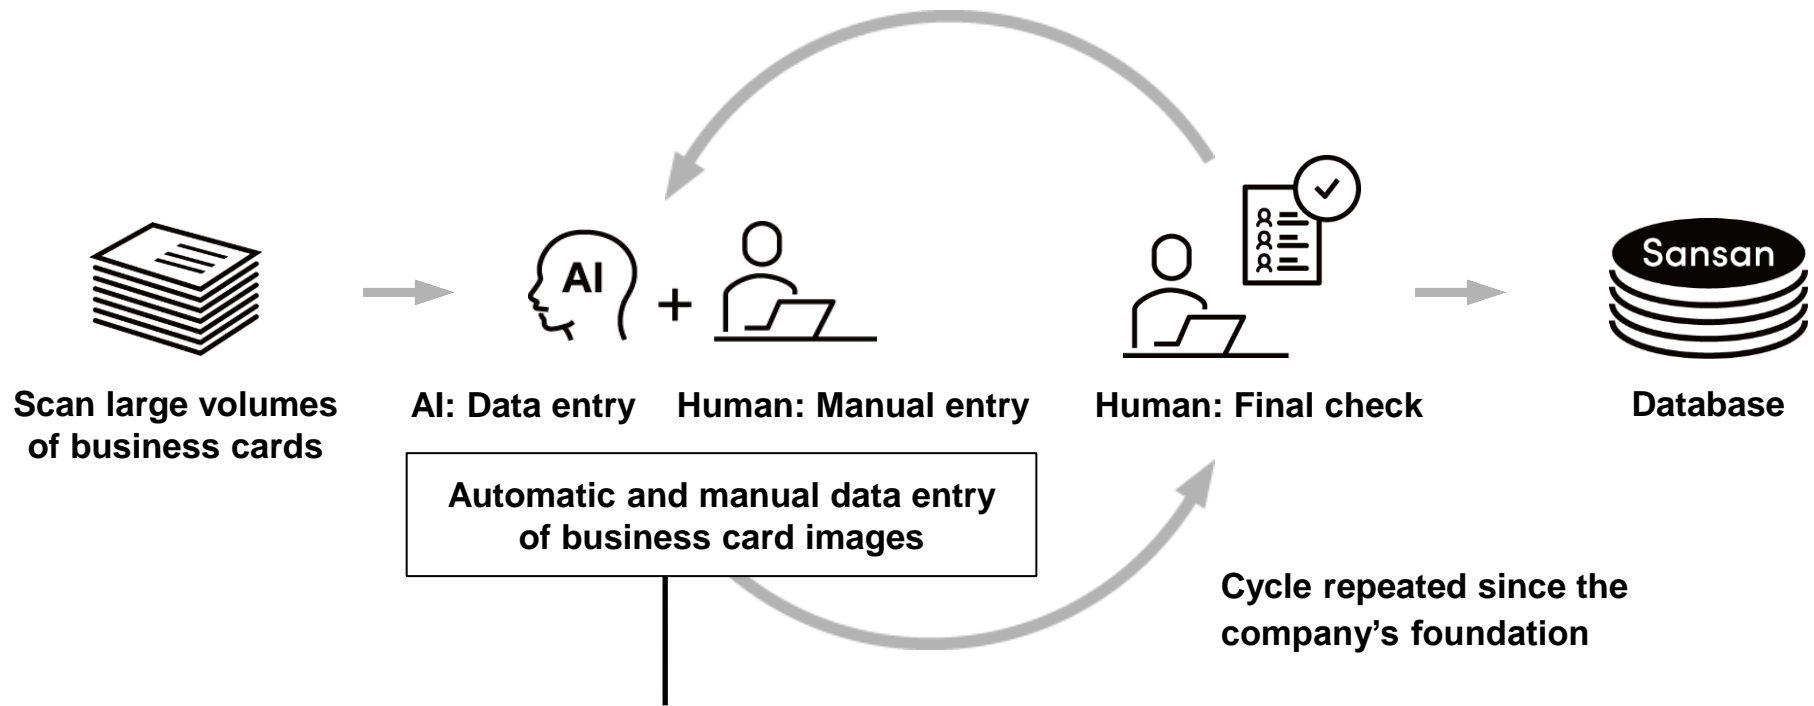 AI
Sansan
Scan large volumes
of business cards
AI: Data entry
Human: Manual entry
Human: Final check
Database
Automatic and manual data entry
of business card images
Cycle repeated since the
company’s foundation